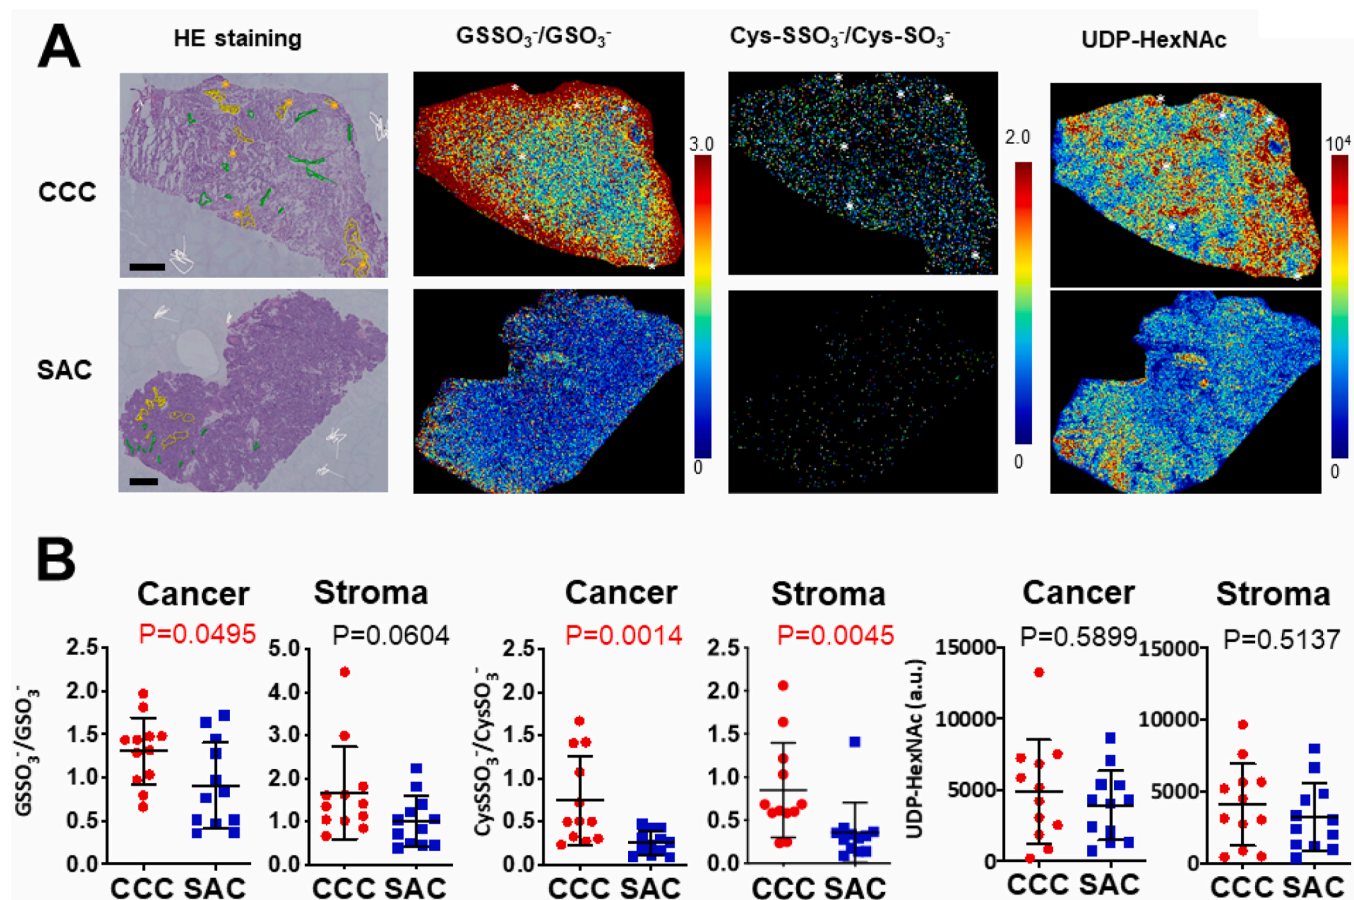 A
HE staining
GSSO₃⁻/GSO₃⁻
Cys-SSO₃⁻/Cys-SO₃⁻
UDP-HexNAc
CCC
3.0
0
2.0
0
10⁴
0
SAC
B
Cancer
Stroma
Cancer
Stroma
Cancer
Stroma
P=0.0495
P=0.0604
P=0.0014
P=0.0045
P=0.5899
P=0.5137
GSSO₃⁻/GSO₃⁻
2.5
2.0
1.5
1.0
0.5
0.0
CCC SAC
5.0
4.0
3.0
2.0
1.0
0.0
CCC SAC
CysSSO₃⁻/CysSO₃⁻
2.5
2.0
1.5
1.0
0.5
0.0
CCC SAC
2.5
2.0
1.5
1.0
0.5
0.0
CCC SAC
UDP-HexNAc (a.u.)
15000
10000
5000
0
CCC SAC
15000
10000
5000
0
CCC SAC